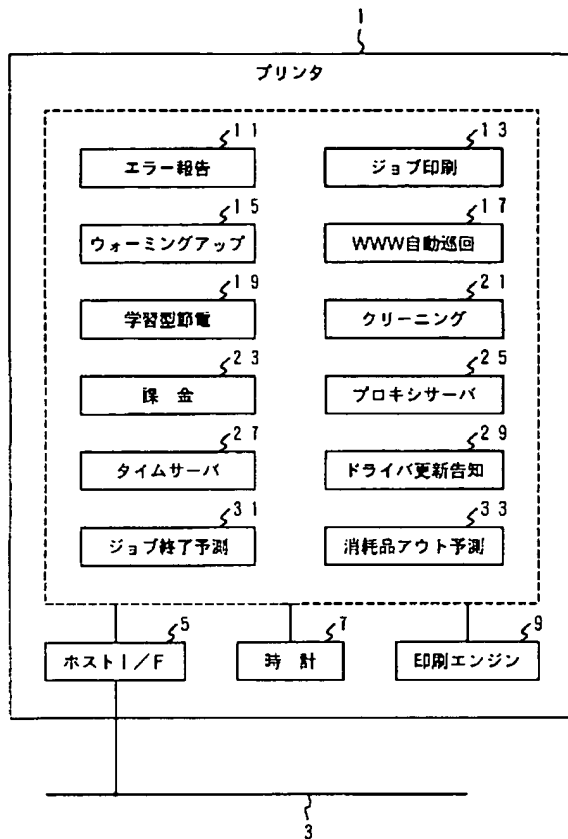 1
プリンタ
11 13
エラー報告 ジョブ印刷
15 17
ウォーミングアップ WWW自動巡回
19 21
学習型節電 クリーニング
23 25
課 金 プロキシサーバ
27 29
タイムサーバ ドライバ更新告知
31 33
ジョブ終了予測 消耗品アウト予測
5 7 9
ホストI/F 時 計 印刷エンジン
3